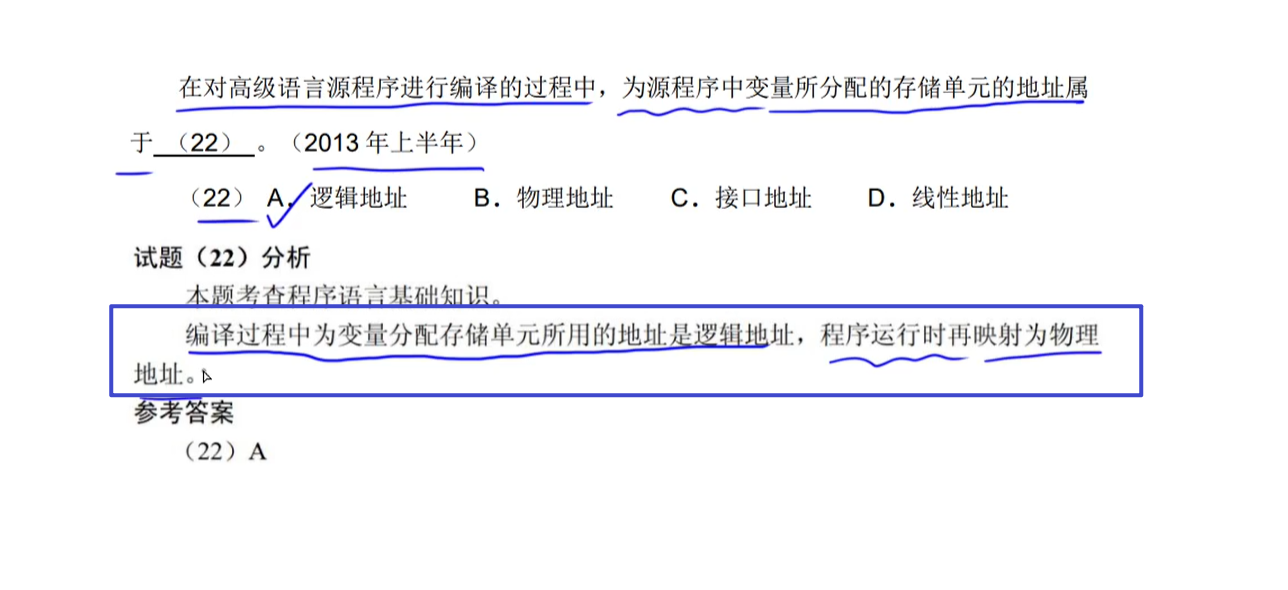 在对高级语言源程序进行编译的过程中，为源程序中变量所分配的存储单元的地址属
于（22）。（2013 年上半年）
（22） A．逻辑地址 B．物理地址 C．接口地址 D．线性地址
试题（22）分析
本题考查程序语言基础知识。
编译过程中为变量分配存储单元所用的地址是逻辑地址，程序运行时再映射为物理
地址。
参考答案
（22）A